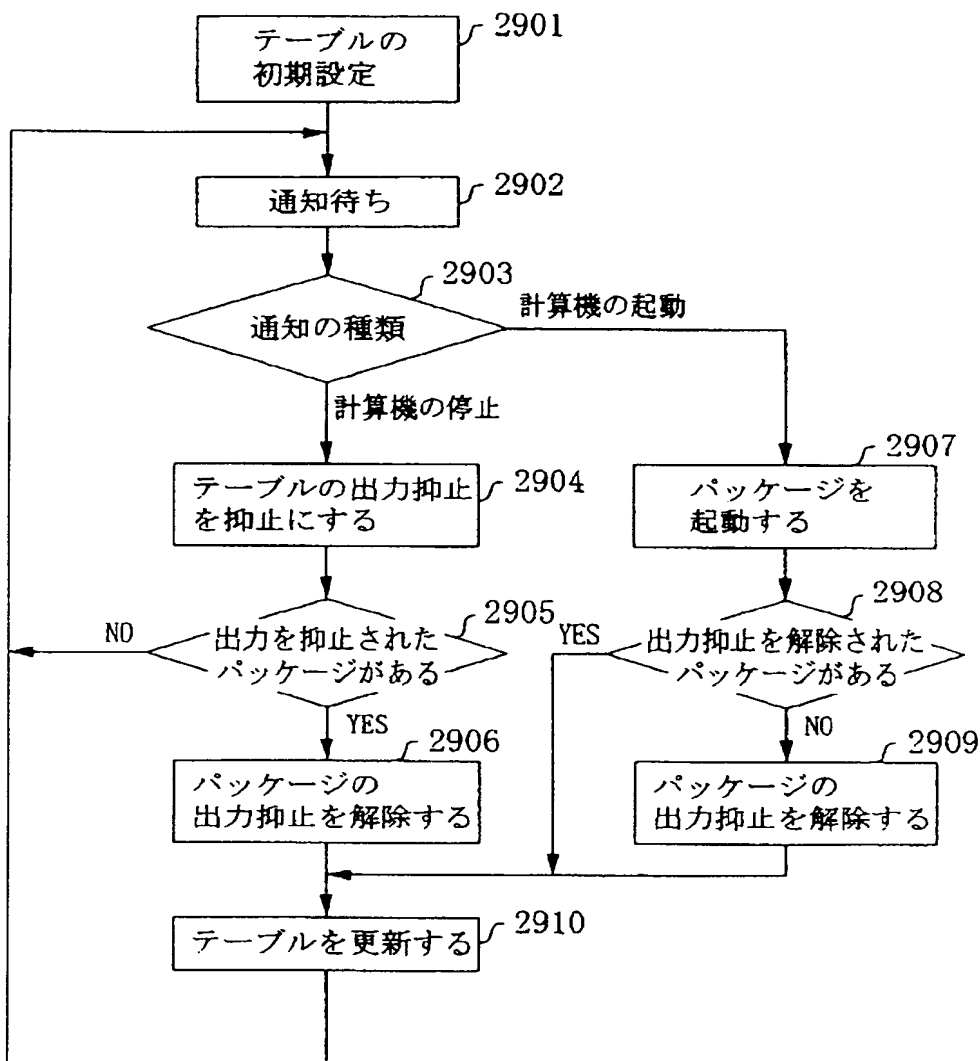 テーブルの
初期設定
2901
通知待ち
2902
2903
通知の種類
計算機の起動
計算機の停止
テーブルの出力抑止
を抑止にする
2904
2907
パッケージを
起動する
2905
出力を抑止された
パッケージがある
NO
YES
2908
出力抑止を解除された
パッケージがある
YES
NO
2906
パッケージの
出力抑止を解除する
2909
パッケージの
出力抑止を解除する
テーブルを更新する
2910